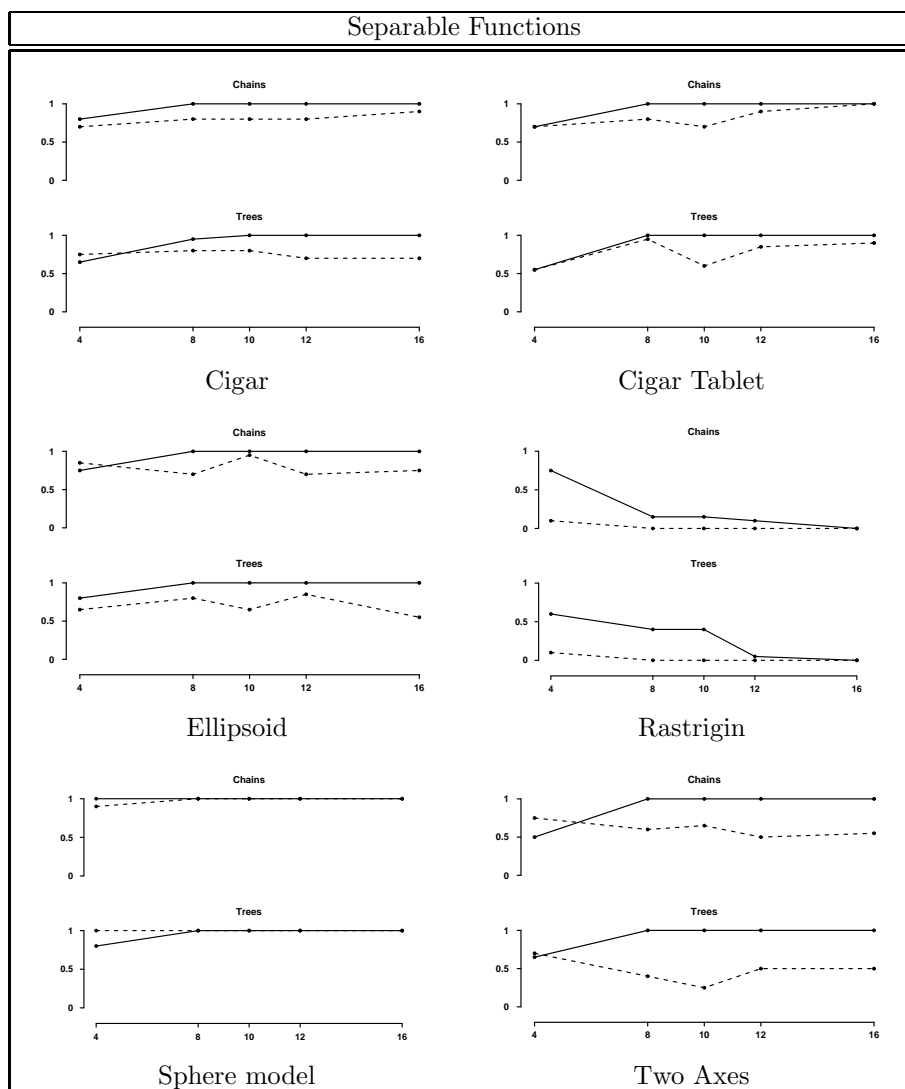 Separable Functions
Chains
1
0.5
0
Trees
1
0.5
0
4 8 10 12 16
Cigar
Chains
1
0.5
0
Trees
1
0.5
0
4 8 10 12 16
Cigar Tablet
Chains
1
0.5
0
Trees
1
0.5
0
4 8 10 12 16
Ellipsoid
Chains
1
0.5
0
Trees
1
0.5
0
4 8 10 12 16
Rastrigin
Chains
1
0.5
0
Trees
1
0.5
0
4 8 10 12 16
Sphere model
Chains
1
0.5
0
Trees
1
0.5
0
4 8 10 12 16
Two Axes